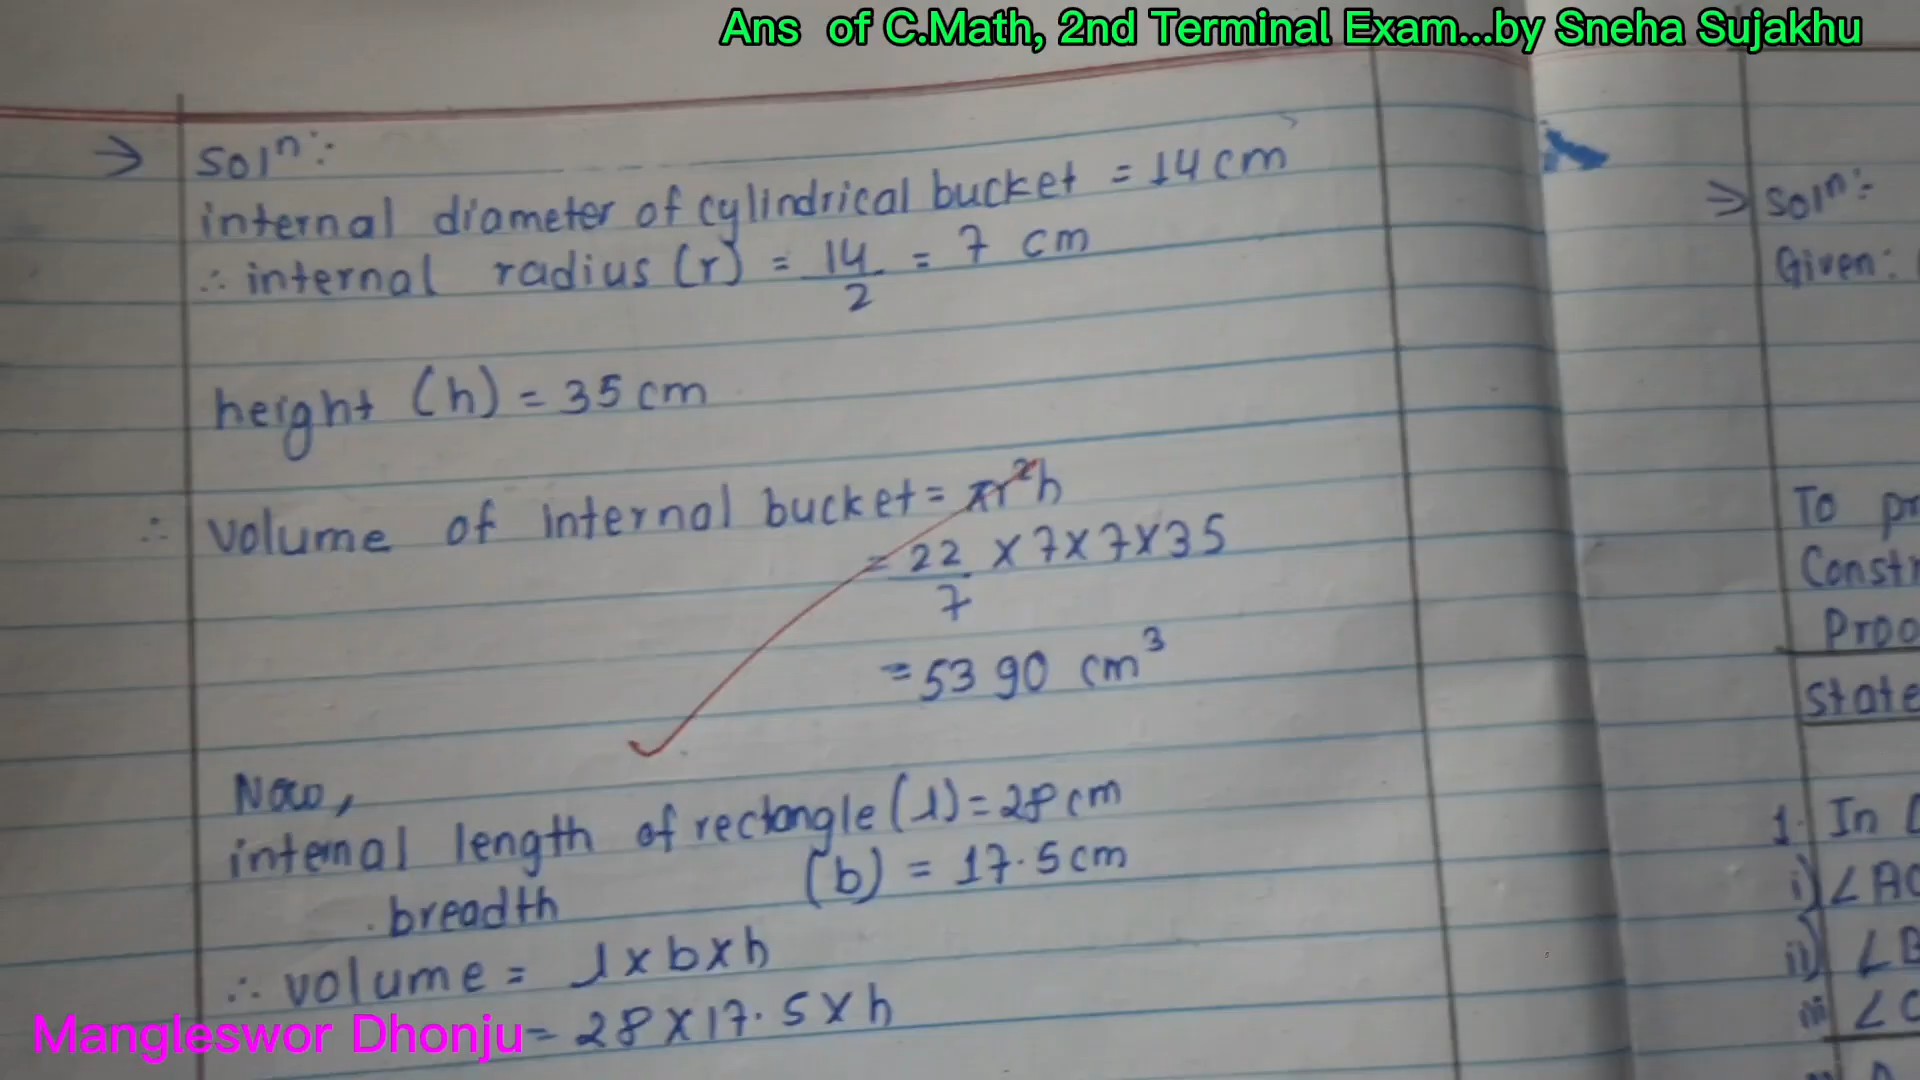 Ans of C.Math, 2nd Terminal Exam...by Sneha Sujakhu
→ Solⁿ:
internal diameter of cylindrical bucket = 14 cm
∴ internal radius (r) = 14/2 = 7 cm
height (h) = 35 cm
∴ volume of internal bucket = πr²h
= 22/7 × 7×7×35
= 5390 cm³
Now,
internal length of rectangle (l) = 28 cm
breadth (b) = 17.5 cm
∴ volume = l×b×h
= 28×17.5×h
Mangleswor Dhonju
⇒ Solⁿ:
Given:
To
Proo
state
1. In
i) ∠AC
ii) ∠B
iii) ∠C